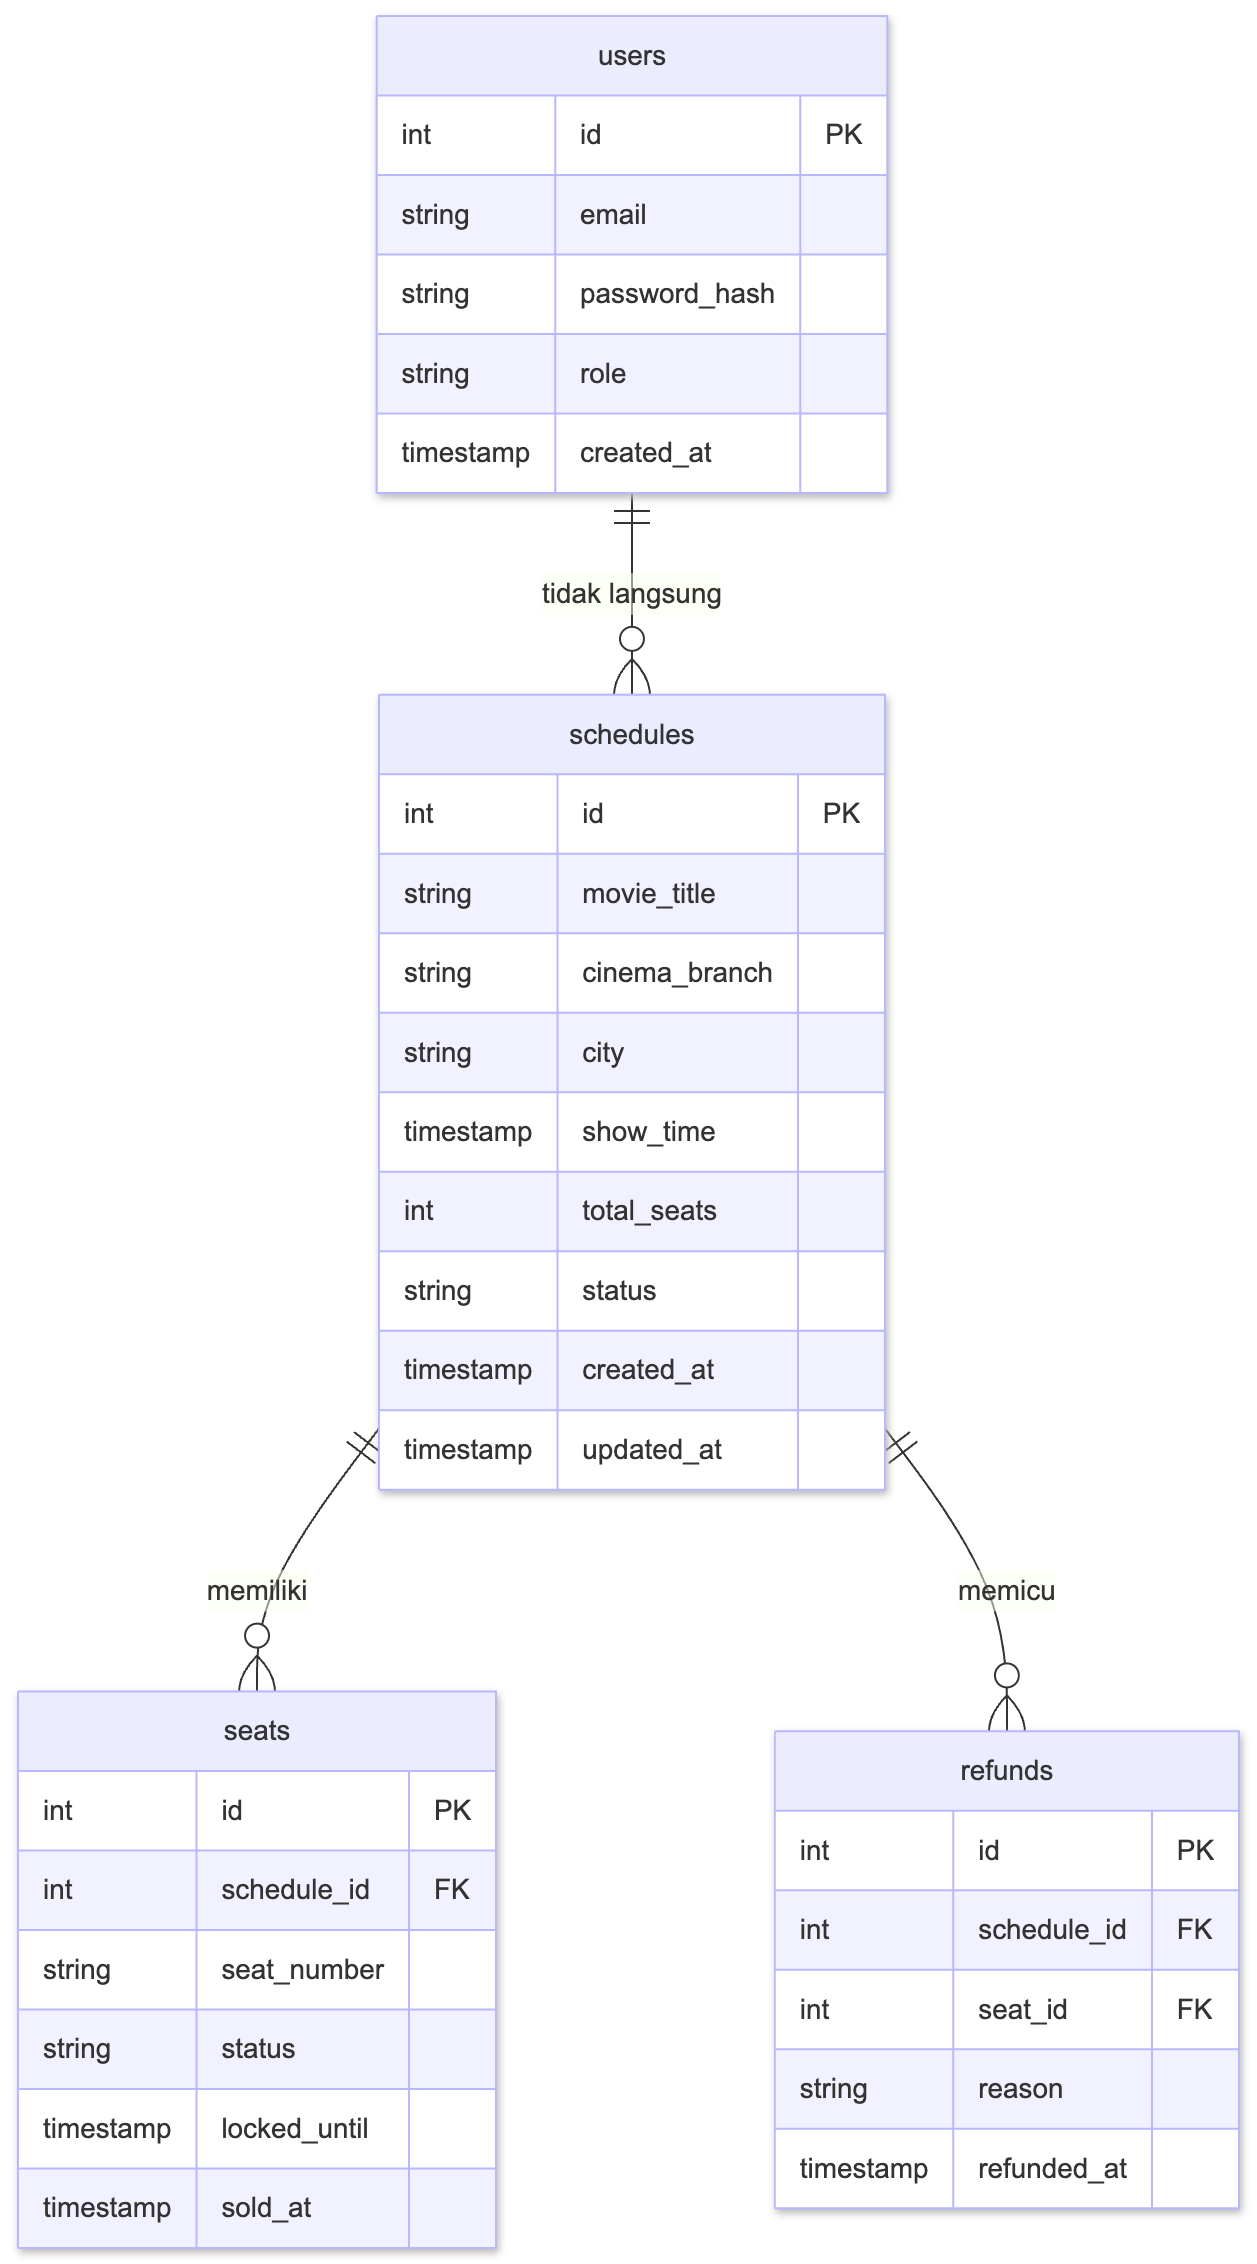 users
int id PK
string email
string password_hash
string role
timestamp created_at
tidak langsung
schedules
int id PK
string movie_title
string cinema_branch
string city
timestamp show_time
int total_seats
string status
timestamp created_at
timestamp updated_at
memiliki
memicu
seats
int id PK
int schedule_id FK
string seat_number
string status
timestamp locked_until
timestamp sold_at
refunds
int id PK
int schedule_id FK
int seat_id FK
string reason
timestamp refunded_at